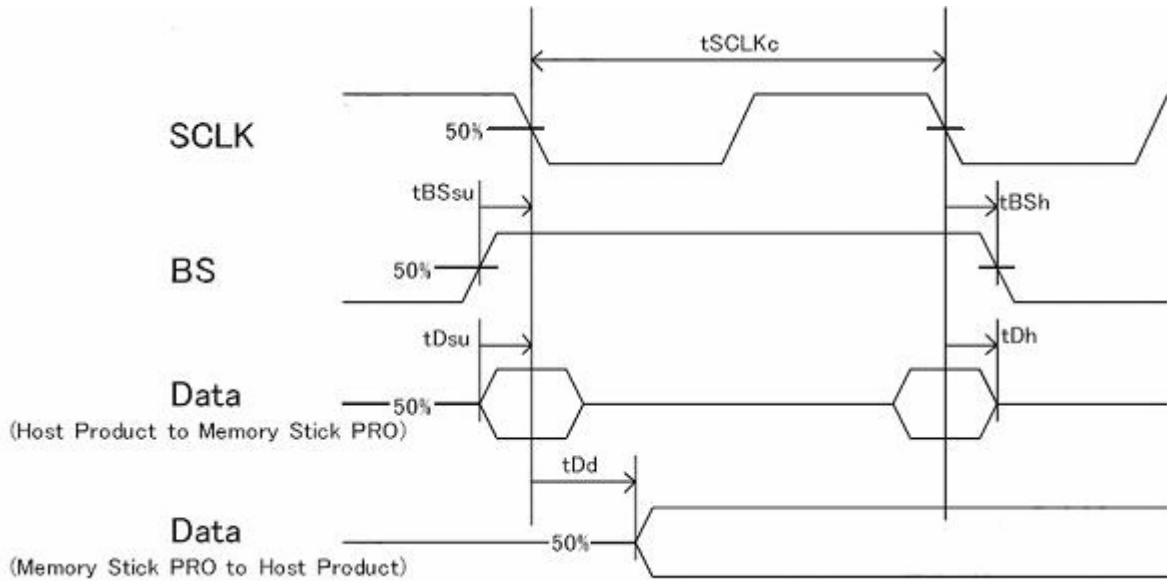 tSCLKc
SCLK
50%
tBSsu
tBSh
BS
50%
tDsu
tDh
Data
50%
(Host Product to Memory Stick PRO)
tDd
Data
50%
(Memory Stick PRO to Host Product)